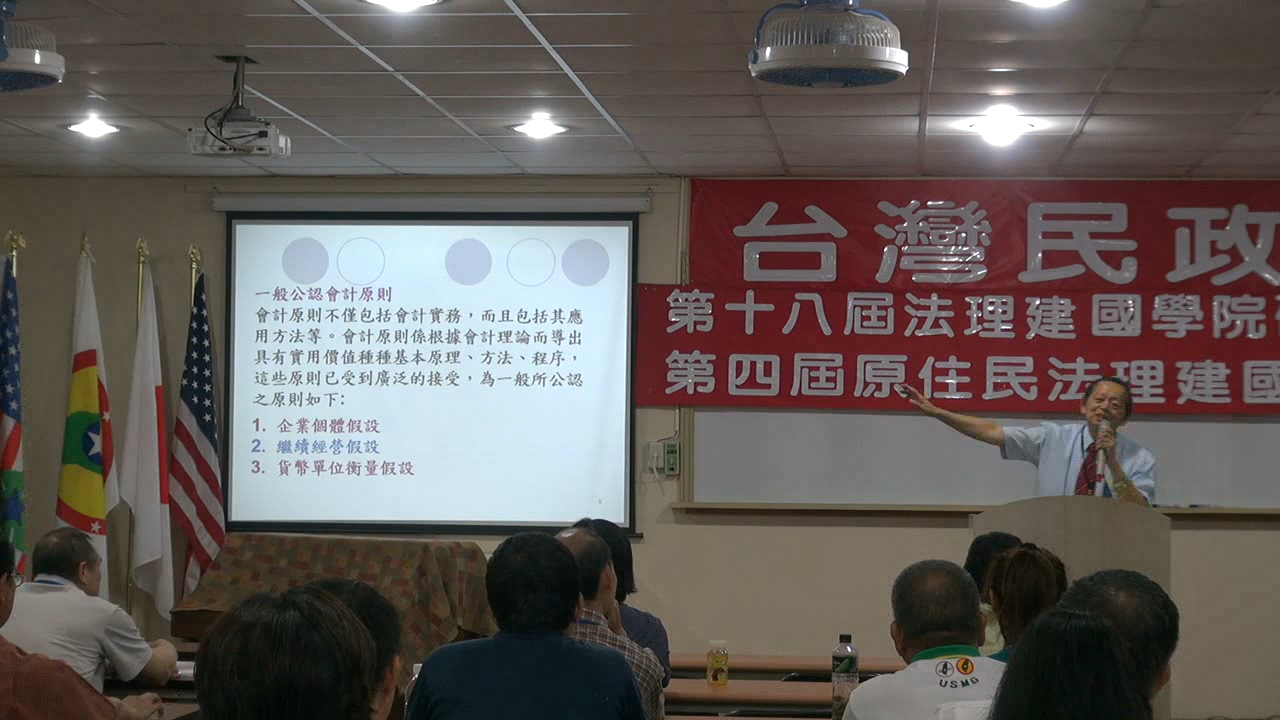 台灣民政
第十八屆法理建國學院
第四屆原住民法理建國
一般公認會計原則
會計原則不僅包括會計實務，而且包括其應
用方法等。會計原則係根據會計理論而導出
具有實用價值種種基本原理、方法、程序，
這些原則已受到廣泛的接受，為一般所公認
之原則如下:
1. 企業個體假設
2. 繼續經營假設
3. 貨幣單位衡量假設
USMG